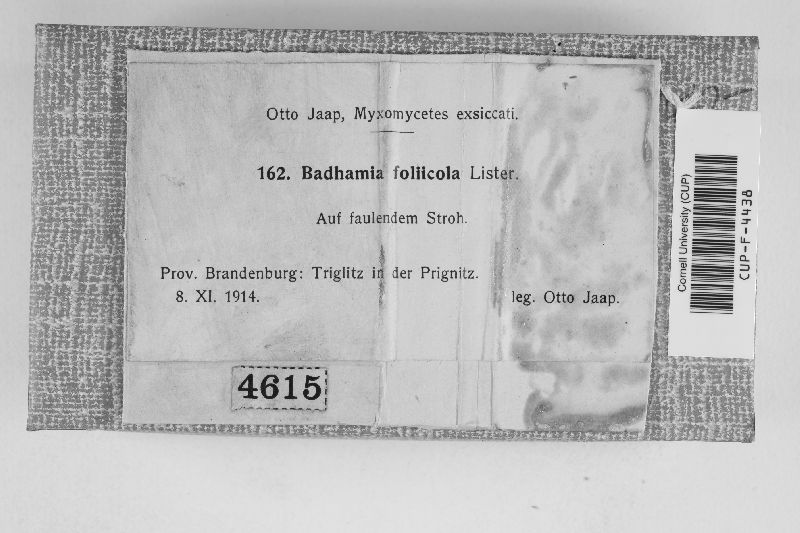 Otto Jaap, Myxomycetes exsiccati.
162. Badhamia foliicola Lister.
Auf faulendem Stroh.
Prov. Brandenburg: Triglitz in der Prignitz.
8. XI. 1914. leg. Otto Jaap.
4615
Cornell University (CUP)
CUP-F-4438